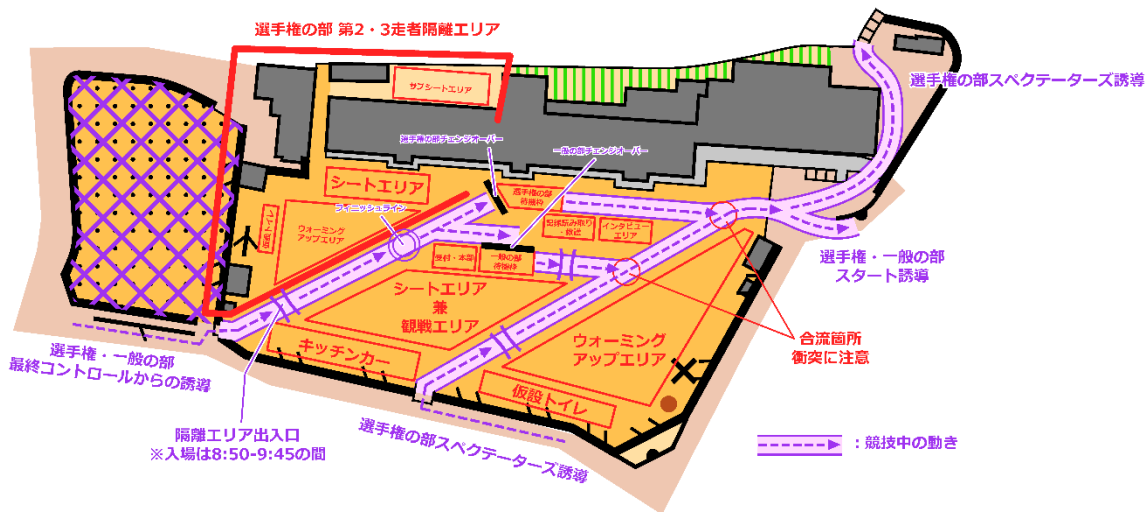 選手権の部 第2・3走者隔離エリア
サブシートエリア
選手権の部スペクテーターズ誘導
選手権の部チェンジオーバー
一般の部チェンジオーバー
シートエリア
選手権の部
待機枠
フィニッシュライン
ウォーミング
アップエリア
インタビュー
エリア
受付・本部
一般の部
待機枠
選手権・一般の部
スタート誘導
シートエリア
兼
観戦エリア
ウォーミング
アップエリア
合流箇所
衝突に注意
キッチンカー
仮設トイレ
選手権・一般の部
最終コントロールからの誘導
隔離エリア出入口
※入場は8:50-9:45の間
選手権の部スペクテーターズ誘導
：競技中の動き